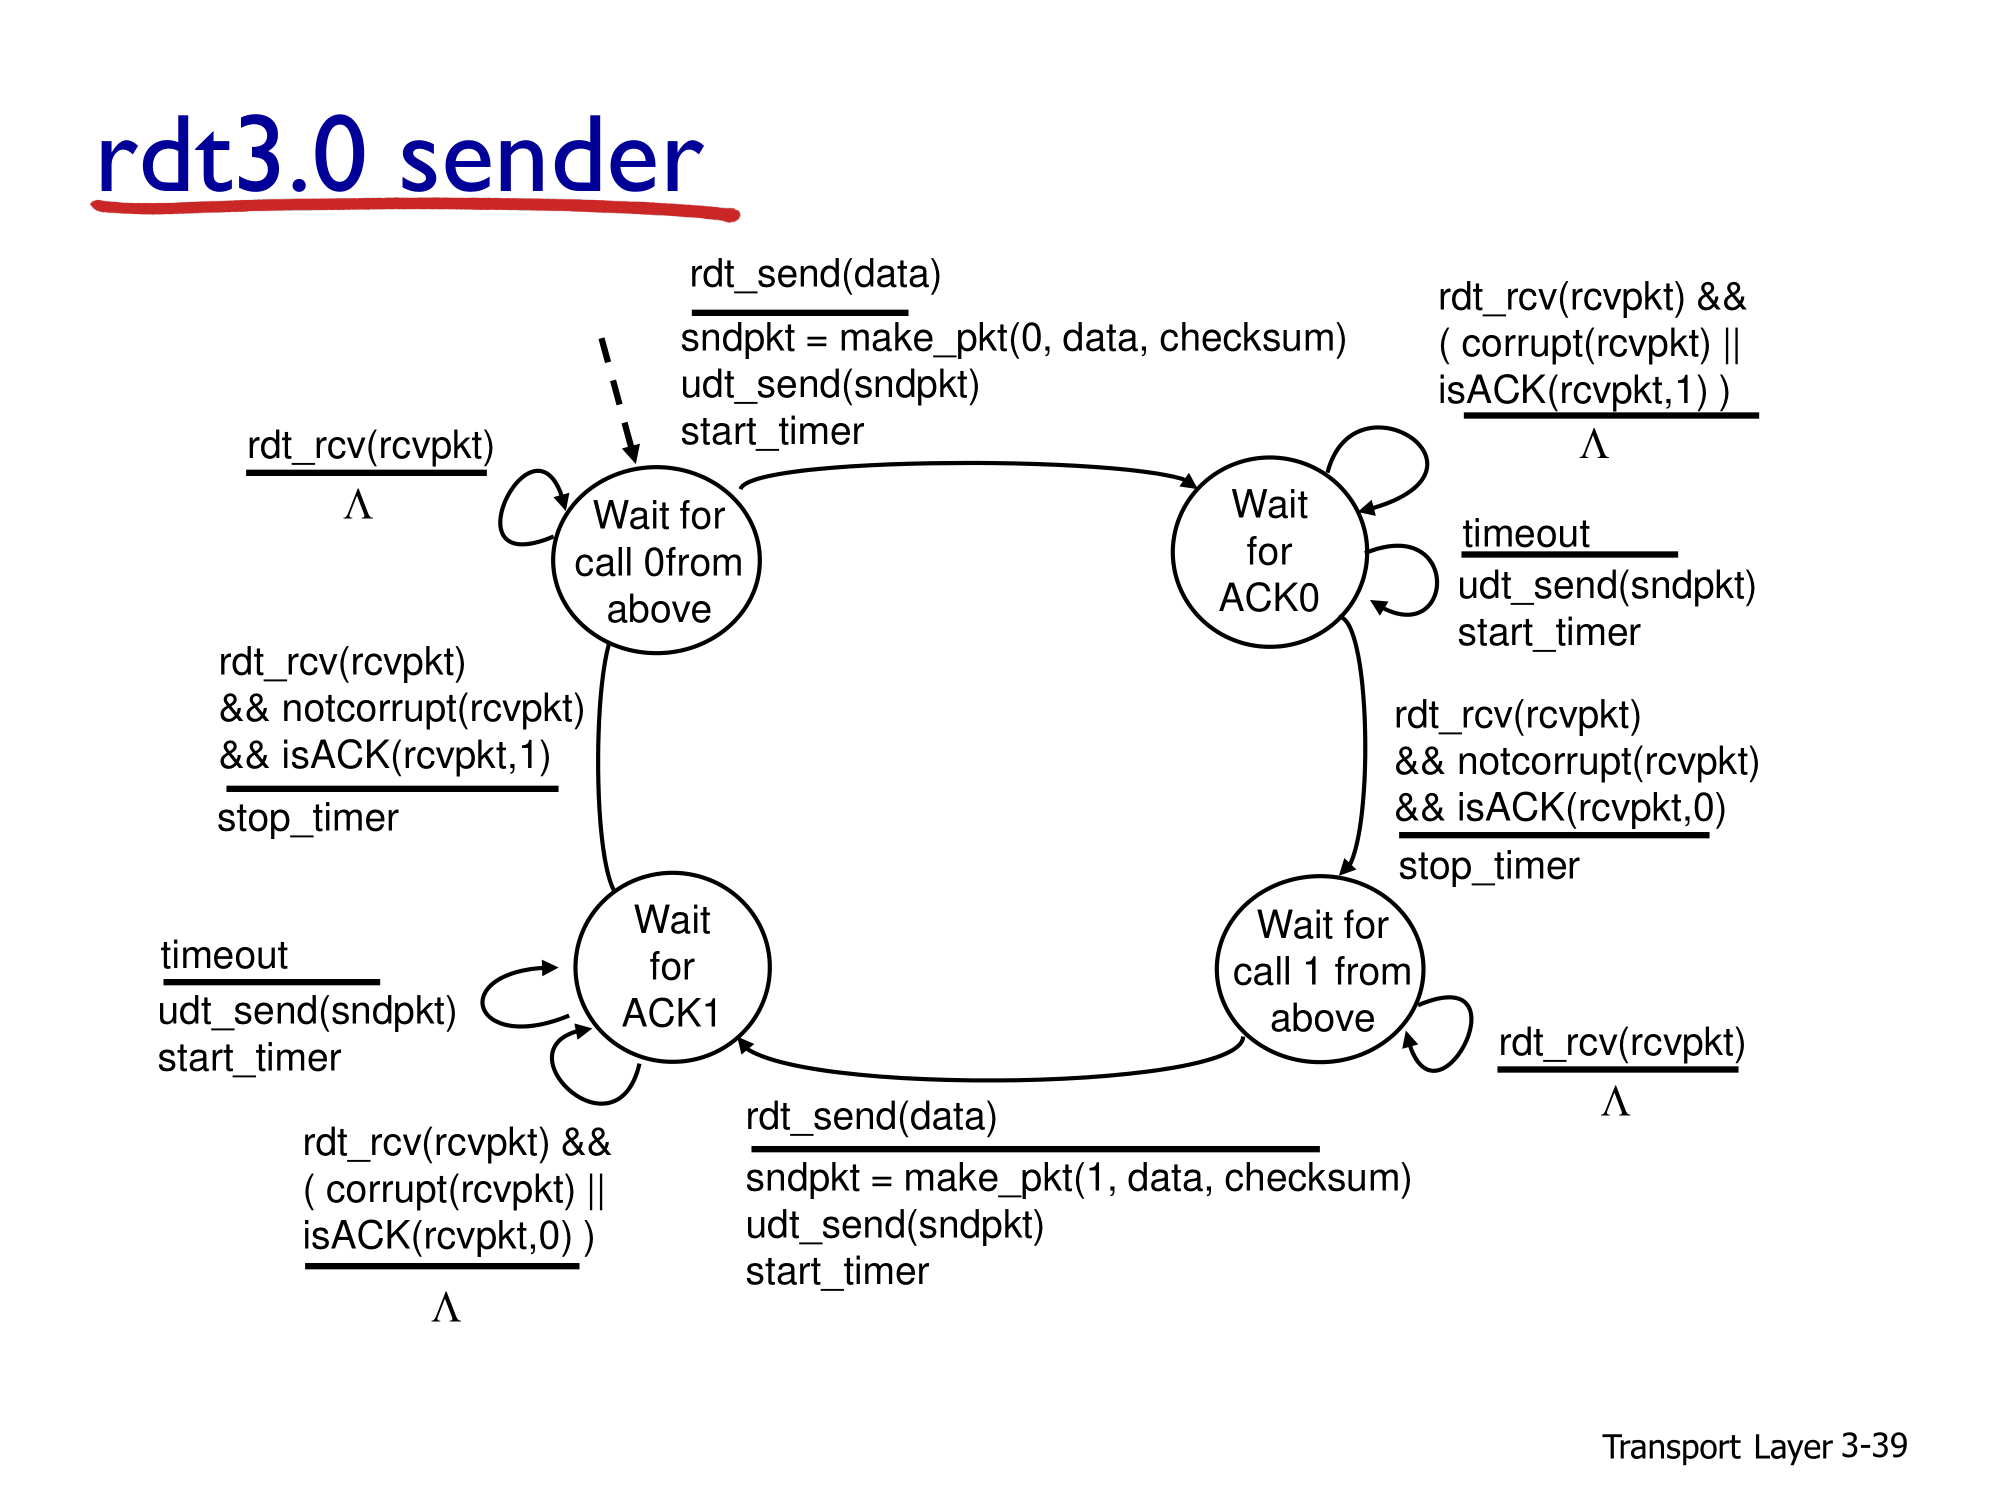 rdt3.0 sender
rdt_send(data)
sndpkt = make_pkt(0, data, checksum)
udt_send(sndpkt)
start_timer
rdt_rcv(rcvpkt) &&
( corrupt(rcvpkt) ||
isACK(rcvpkt,1) )
Λ
rdt_rcv(rcvpkt)
Λ
Wait for
call 0from
above
Wait
for
ACK0
timeout
udt_send(sndpkt)
start_timer
rdt_rcv(rcvpkt)
&& notcorrupt(rcvpkt)
&& isACK(rcvpkt,1)
stop_timer
rdt_rcv(rcvpkt)
&& notcorrupt(rcvpkt)
&& isACK(rcvpkt,0)
stop_timer
Wait
for
ACK1
Wait for
call 1 from
above
timeout
udt_send(sndpkt)
start_timer
rdt_rcv(rcvpkt)
Λ
rdt_rcv(rcvpkt) &&
( corrupt(rcvpkt) ||
isACK(rcvpkt,0) )
Λ
rdt_send(data)
sndpkt = make_pkt(1, data, checksum)
udt_send(sndpkt)
start_timer
Transport Layer 3-39